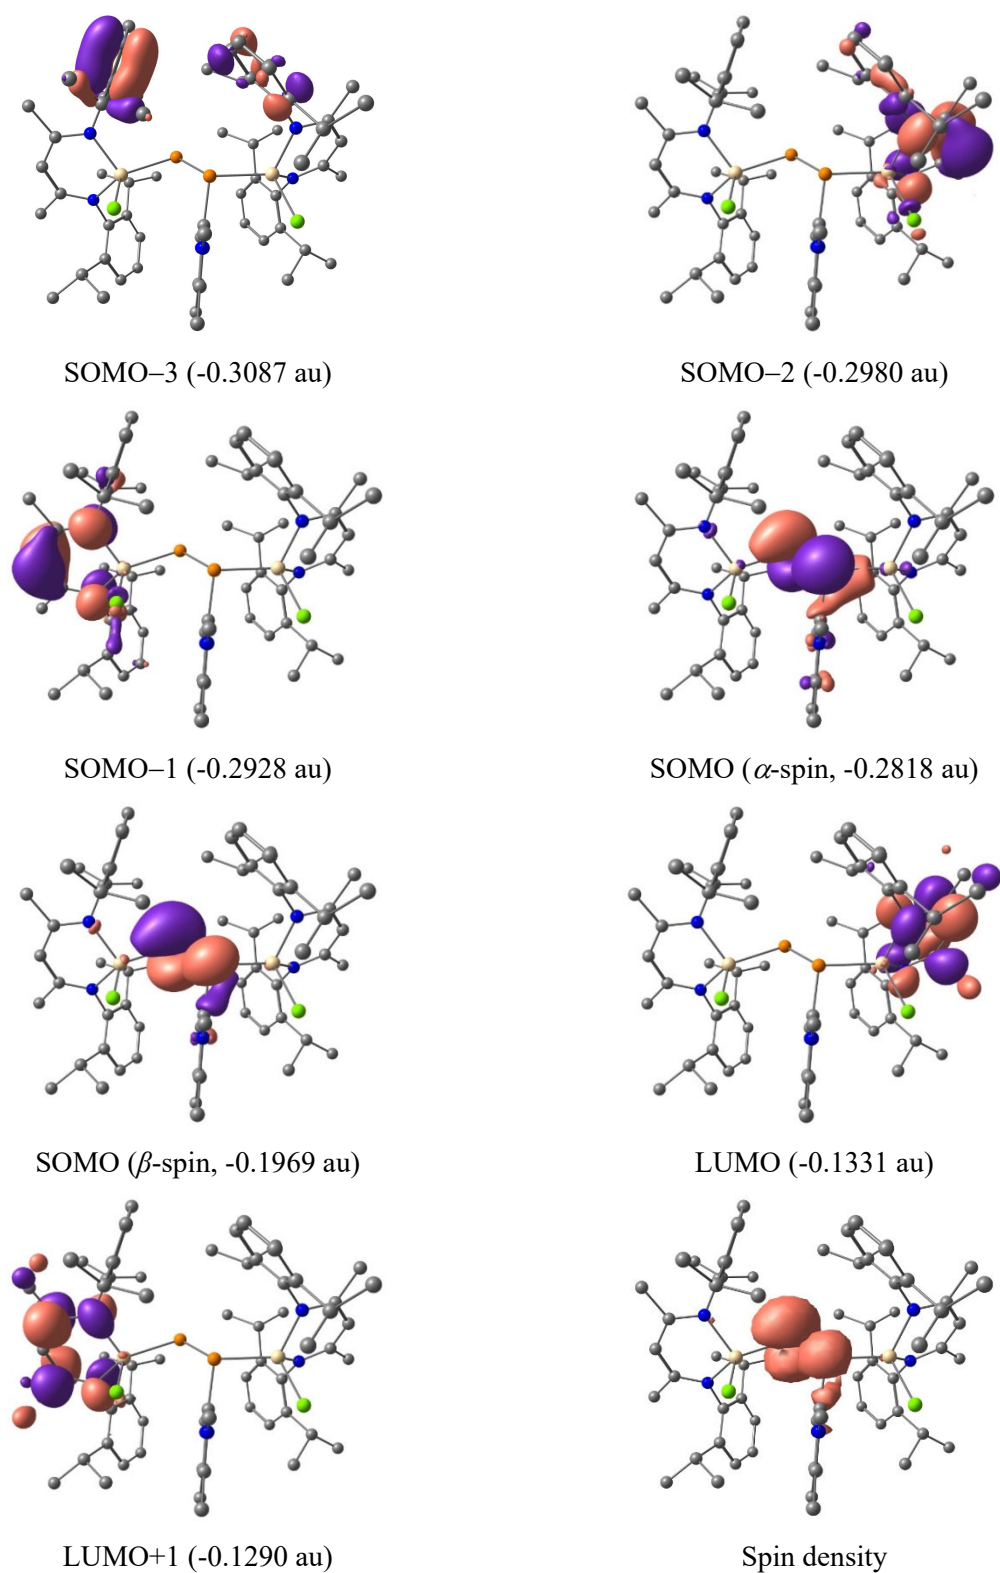 SOMO–3 (-0.3087 au)
SOMO–2 (-0.2980 au)
SOMO–1 (-0.2928 au)
SOMO (α-spin, -0.2818 au)
SOMO (β-spin, -0.1969 au)
LUMO (-0.1331 au)
LUMO+1 (-0.1290 au)
Spin density